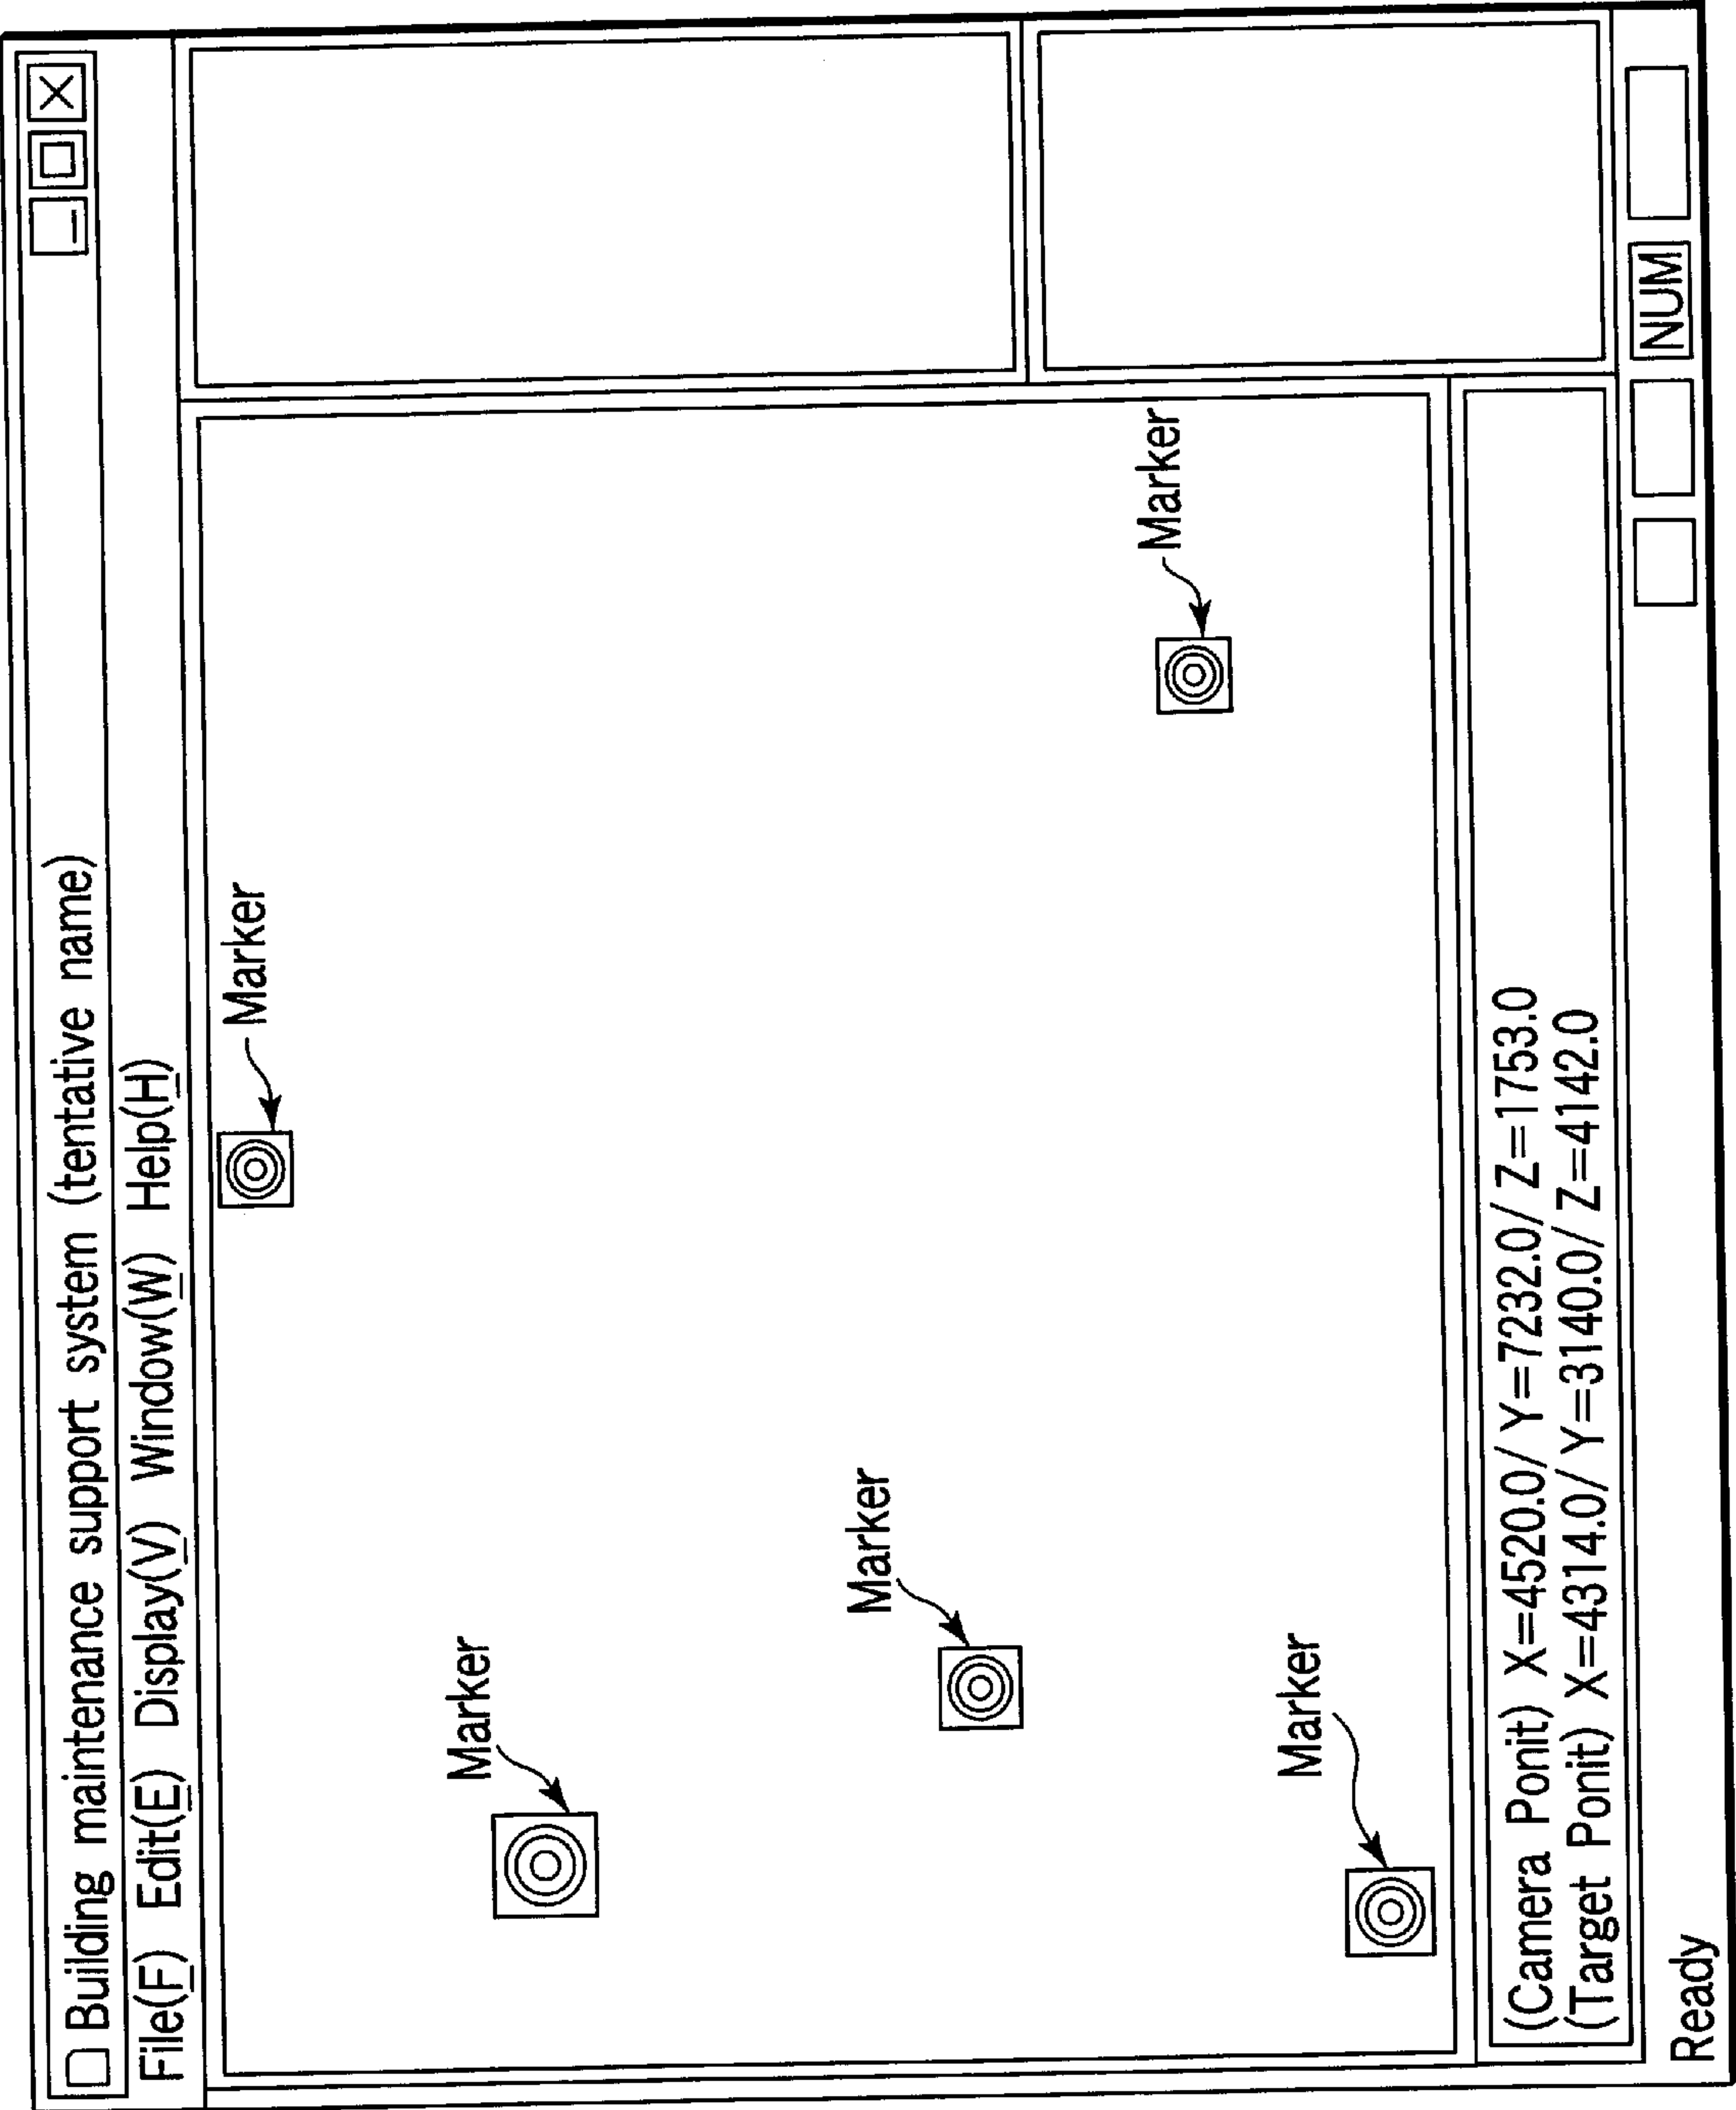 Building maintenance support system (tentative name)
File(F) Edit(E) Display(V) Window(W) Help(H)
Marker
Marker
Marker
Marker
Marker
(Camera Ponit) X=4520.0/ Y=7232.0/ Z=1753.0
(Target Ponit) X=4314.0/ Y=3140.0/ Z=4142.0
Ready
NUM